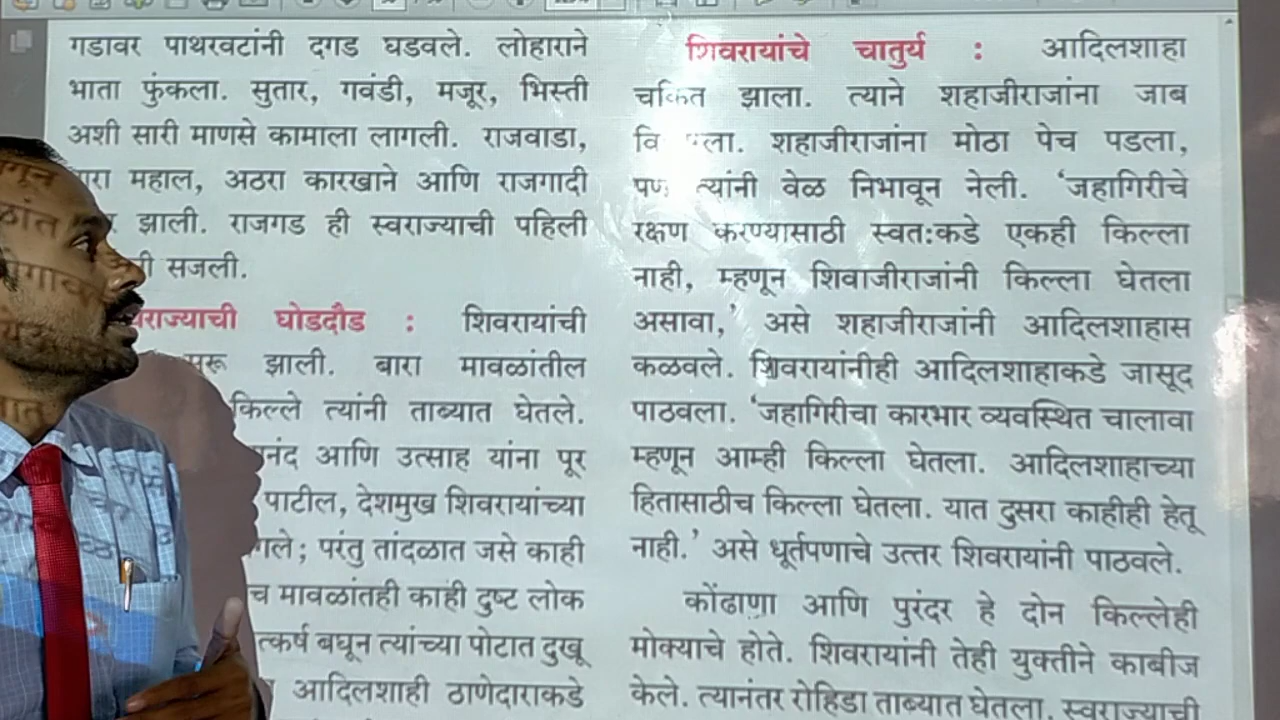 गडावर पाथरवटांनी दगड घडवले. लोहाराने
भाता फुंकला. सुतार, गवंडी, मजूर, भिस्ती
अशी सारी माणसे कामाला लागली. राजवाडा,
महाल, अठरा कारखाने आणि राजगादी
झाली. राजगड ही स्वराज्याची पहिली
सजली.
घोडदौड : शिवरायांची
सुरू झाली. बारा मावळांतील
किल्ले त्यांनी ताब्यात घेतले.
आणि उत्साह यांना पूर
पाटील, देशमुख शिवरायांच्या
परंतु तांदळात जसे काही
मावळांतही कांही दुष्ट लोक
बघून त्यांच्या पोटात दुखू
आदिलशाही ठाणेदाराकडे
शिवरायांचे चातुर्य : आदिलशाहा
चकित झाला. त्याने शहाजीराजांना जाब
शहाजीराजांना मोठा पेच पडला,
पण त्यांनी वेळ निभावून नेली. ‘जहागिरीचे
रक्षण करण्यासाठी स्वत:कडे एकही किल्ला
नाही, म्हणून शिवाजीराजांनी किल्ला घेतला
असावा,’ असे शहाजीराजांनी आदिलशाहास
कळवले. शिवरायांनीही आदिलशाहाकडे जासूद
पाठवला. ‘जहागिरीचा कारभार व्यवस्थित चालावा
म्हणून आम्ही किल्ला घेतला. आदिलशाहाच्या
हितासाठीच किल्ला घेतला. यात दुसरा काहीही हेतू
नाही.’ असे धूर्तपणाचे उत्तर शिवरायांनी पाठवले.
कोंढाणा आणि पुरंदर हे दोन किल्लेही
मोक्याचे होते. शिवरायांनी तेही युक्तीने काबीज
केले. त्यानंतर रोहिडा ताब्यात घेतला. स्वराज्याची